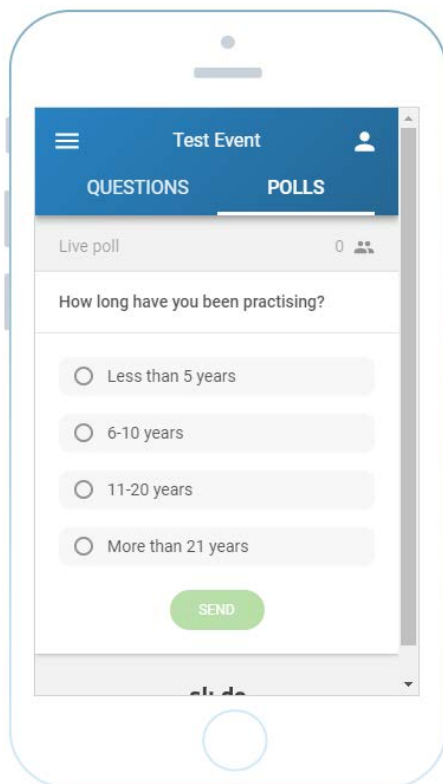 Test Event
QUESTIONS POLLS
Live poll 0
How long have you been practising?
Less than 5 years
6-10 years
11-20 years
More than 21 years
SEND